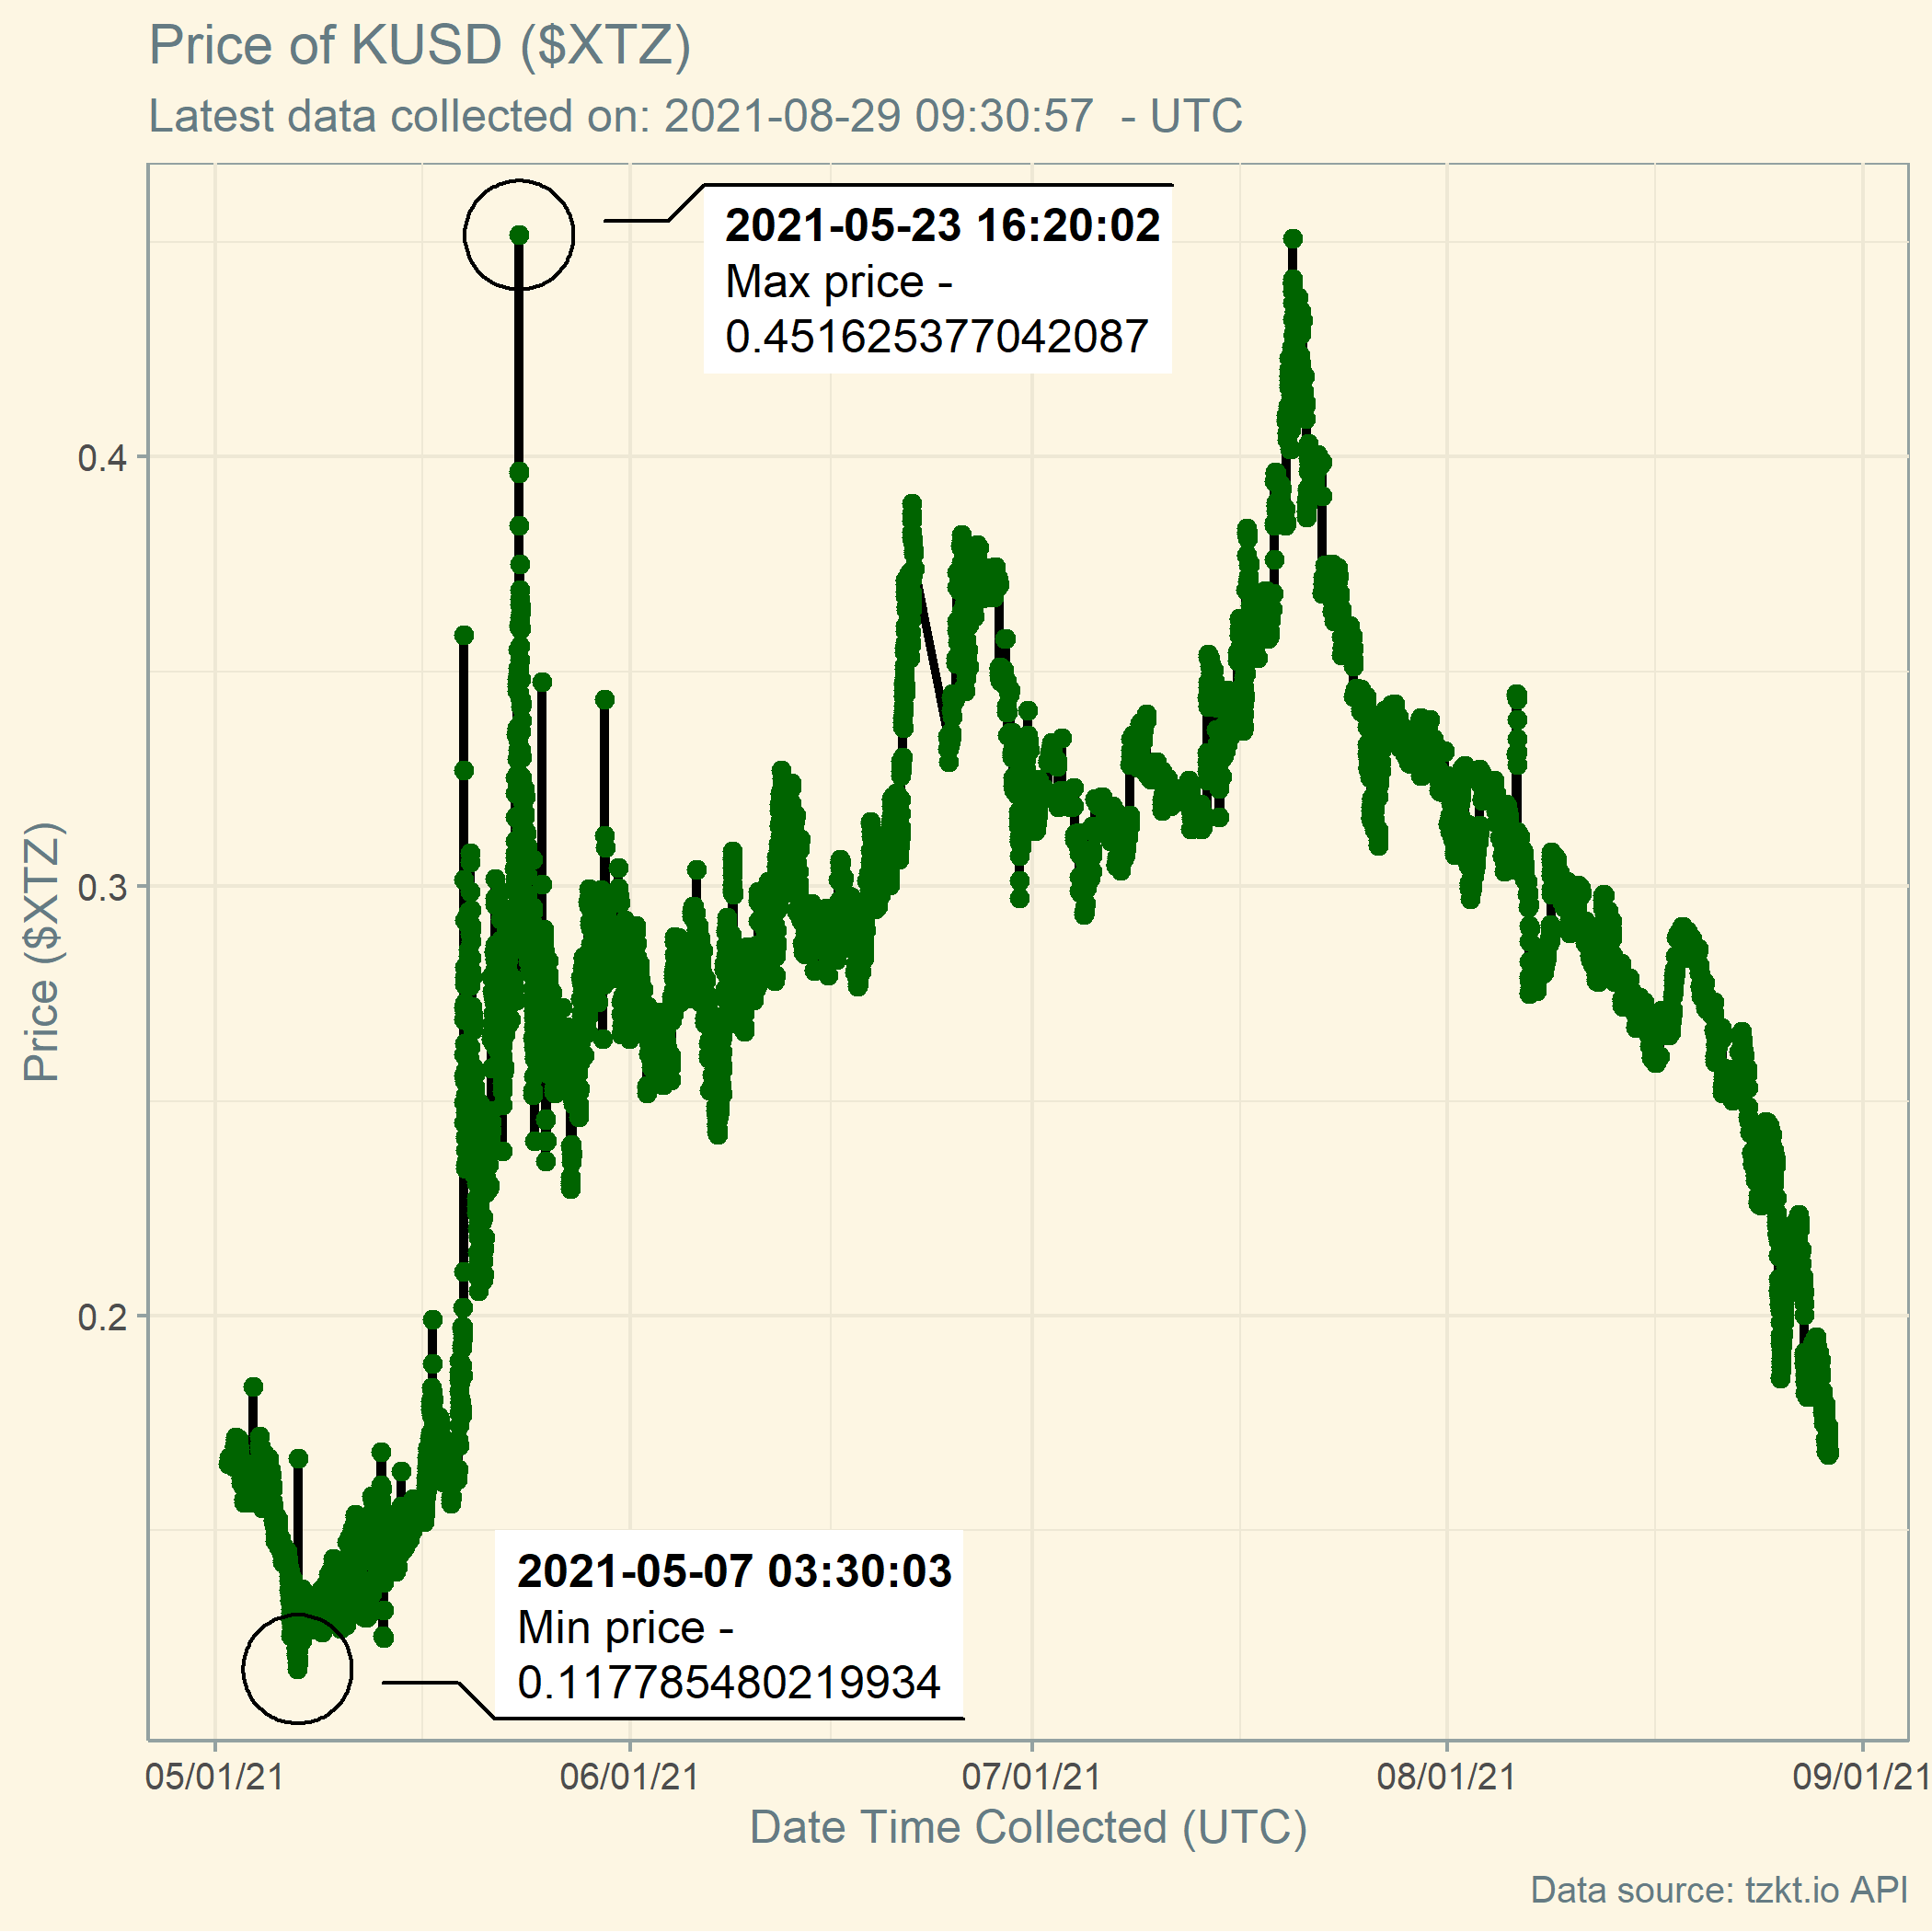 Price of KUSD ($XTZ)
Latest data collected on: 2021-08-29 09:30:57  - UTC
2021-05-23 16:20:02
Max price -
0.451625377042087
0.4
0.3
0.2
Price ($XTZ)
2021-05-07 03:30:03
Min price -
0.117785480219934
05/01/21
06/01/21
07/01/21
08/01/21
09/01/21
Date Time Collected (UTC)
Data source: tzkt.io API